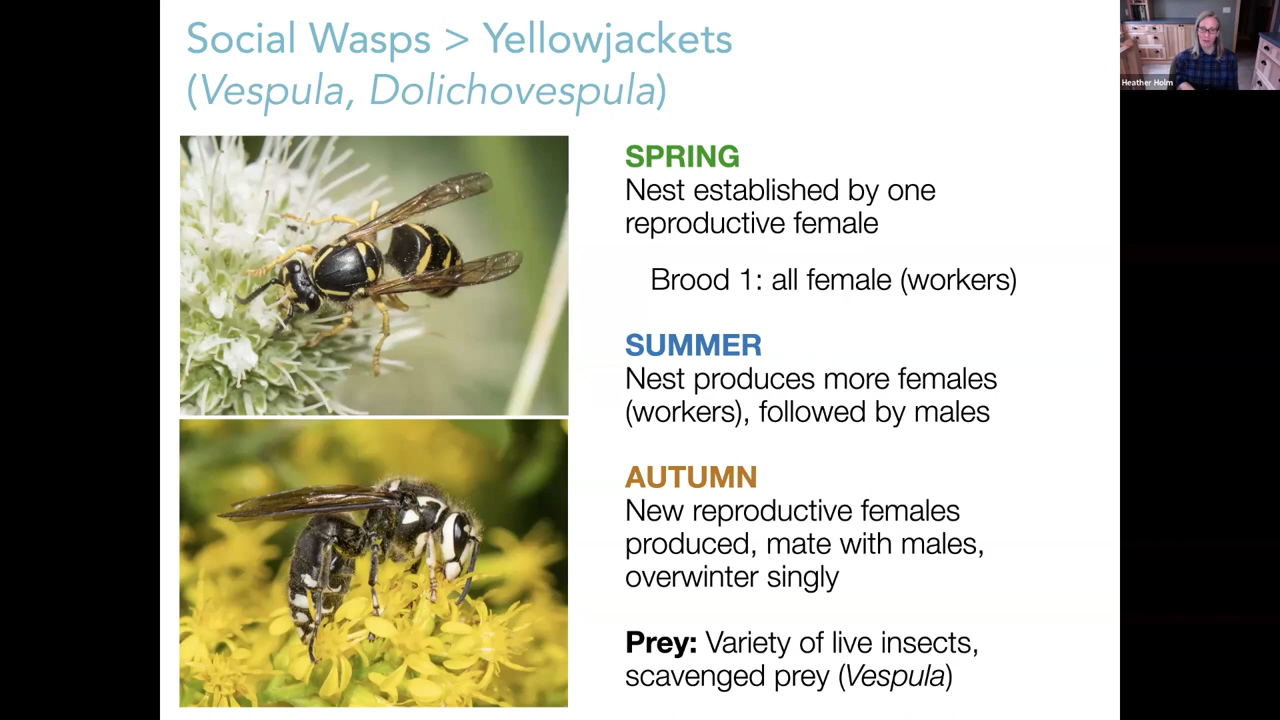 Social Wasps > Yellowjackets
(Vespula, Dolichovespula)
Heather Holm
SPRING
Nest established by one
reproductive female
Brood 1: all female (workers)
SUMMER
Nest produces more females
(workers), followed by males
AUTUMN
New reproductive females
produced, mate with males,
overwinter singly
Prey: Variety of live insects,
scavenged prey (Vespula)